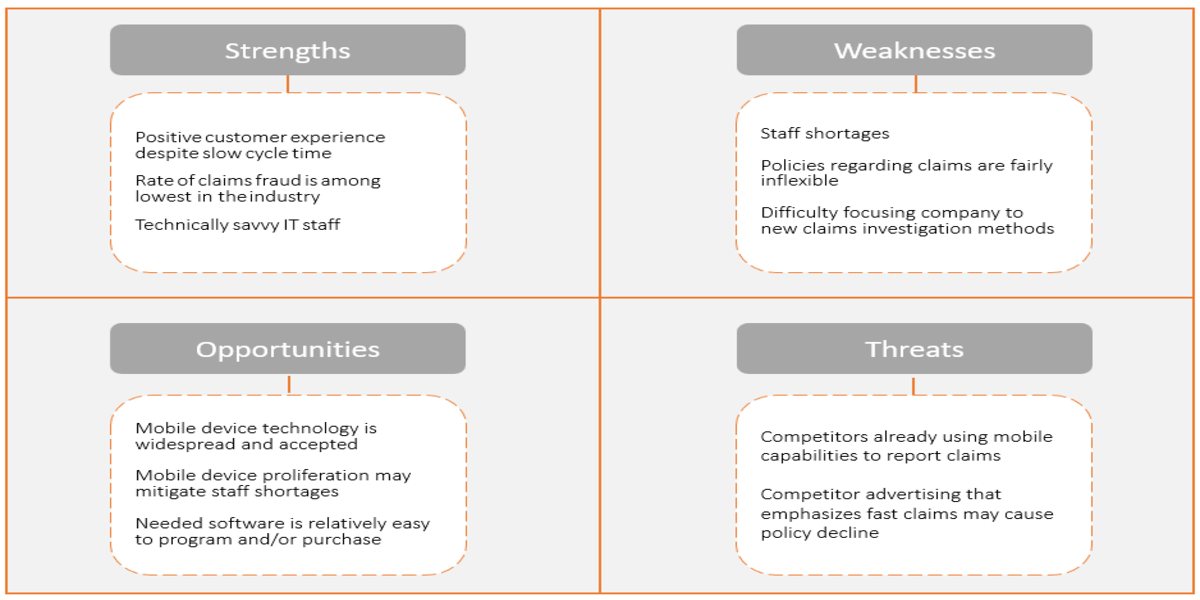 Strengths
Positive customer experience
despite slow cycle time
Rate of claims fraud is among
lowest in the industry
Technically savvy IT staff
Weaknesses
Staff shortages
Policies regarding claims are fairly
inflexible
Difficulty focusing company to
new claims investigation methods
Opportunities
Mobile device technology is
widespread and accepted
Mobile device proliferation may
mitigate staff shortages
Needed software is relatively easy
to program and/or purchase
Threats
Competitors already using mobile
capabilities to report claims
Competitor advertising that
emphasizes fast claims may cause
policy decline